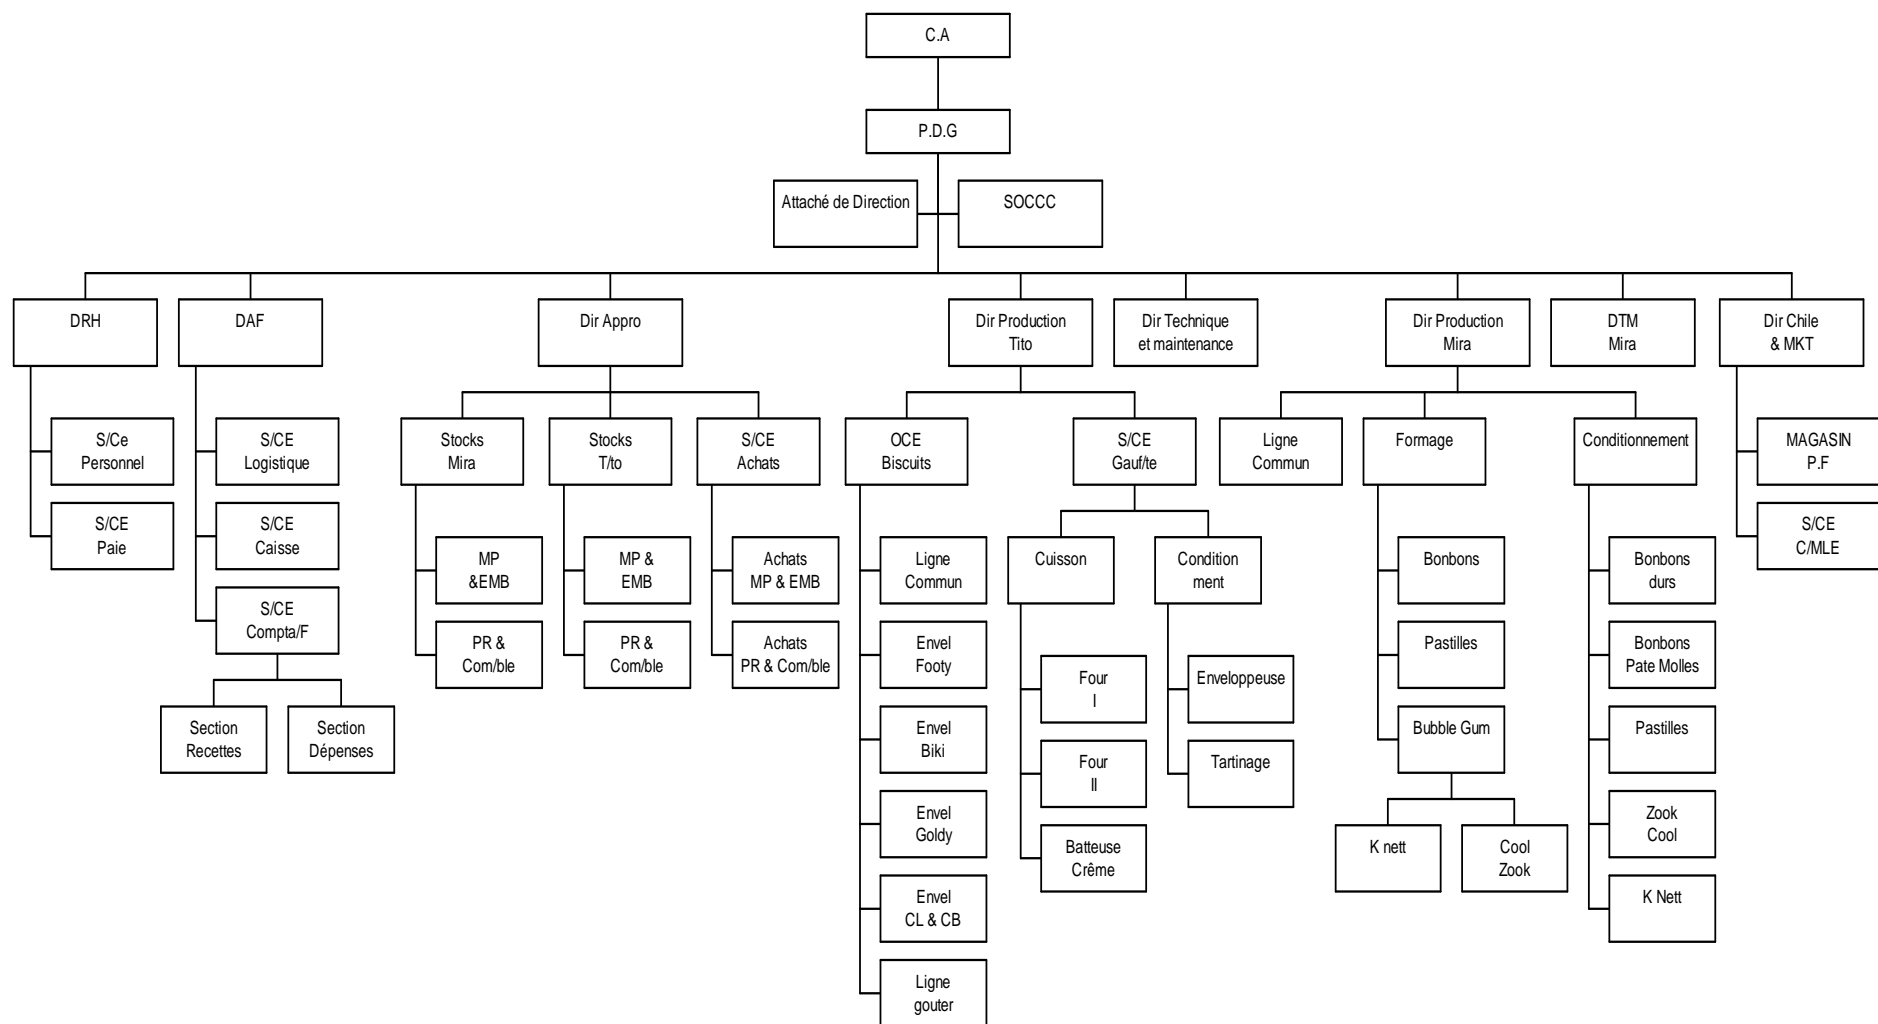 C.A
P.D.G
Attaché de Direction
SOCCC
DRH
DAF
Dir Appro
Dir Production
Tito
Dir Technique
et maintenance
Dir Production
Mira
DTM
Mira
Dir Chile
& MKT
S/Ce
Personnel
S/CE
Paie
S/CE
Logistique
S/CE
Caisse
S/CE
Compta/F
Section
Recettes
Section
Dépenses
Stocks
Mira
MP
&EMB
PR &
Com/ble
Stocks
T/to
MP &
EMB
PR &
Com/ble
S/CE
Achats
Achats
MP & EMB
Achats
PR & Com/ble
OCE
Biscuits
Ligne
Commun
Envel
Footy
Envel
Biki
Envel
Goldy
Envel
CL & CB
Ligne
gouter
S/CE
Gauf/te
Cuisson
Four
I
Four
II
Batteuse
Crême
Condition
ment
Enveloppeuse
Tartinage
Ligne
Commun
Formage
Bonbons
Pastilles
Bubble Gum
K nett
Cool
Zook
Conditionnement
Bonbons
durs
Bonbons
Pate Molles
Pastilles
Zook
Cool
K Nett
MAGASIN
P.F
S/CE
C/MLE